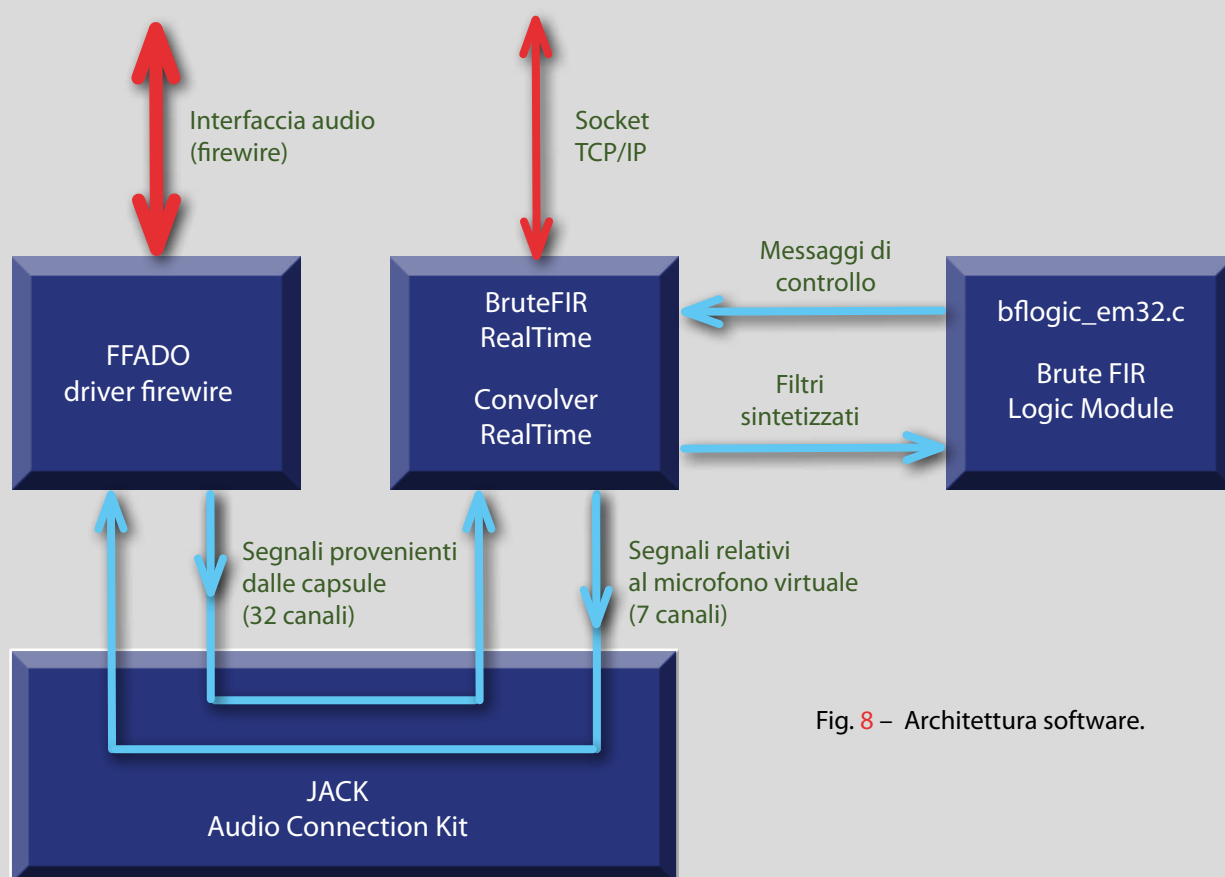 Interfaccia audio
(firewire)
Socket
TCP/IP
FFADO
driver firewire
BruteFIR
RealTime
Convolver
RealTime
Messaggi di
controllo
Filtri
sintetizzati
bflogic_em32.c
Brute FIR
Logic Module
Segnali provenienti
dalle capsule
(32 canali)
Segnali relativi
al microfono virtuale
(7 canali)
JACK
Audio Connection Kit
Fig. 8 – Architettura software.